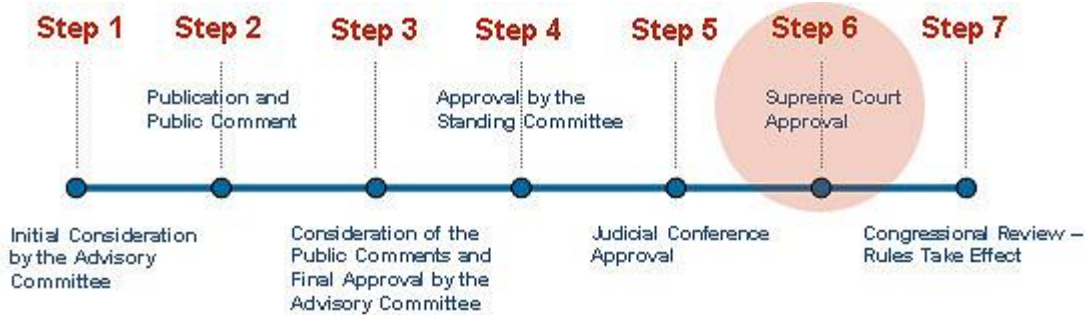 Step 1 Step 2 Step 3 Step 4 Step 5 Step 6 Step 7
Publication and
Public Comment
Approval by the
Standing Committee
Supreme Court
Approval
Initial Consideration
by the Advisory
Committee
Consideration of the
Public Comments and
Final Approval by the
Advisory Committee
Judicial Conference
Approval
Congressional Review –
Rules Take Effect